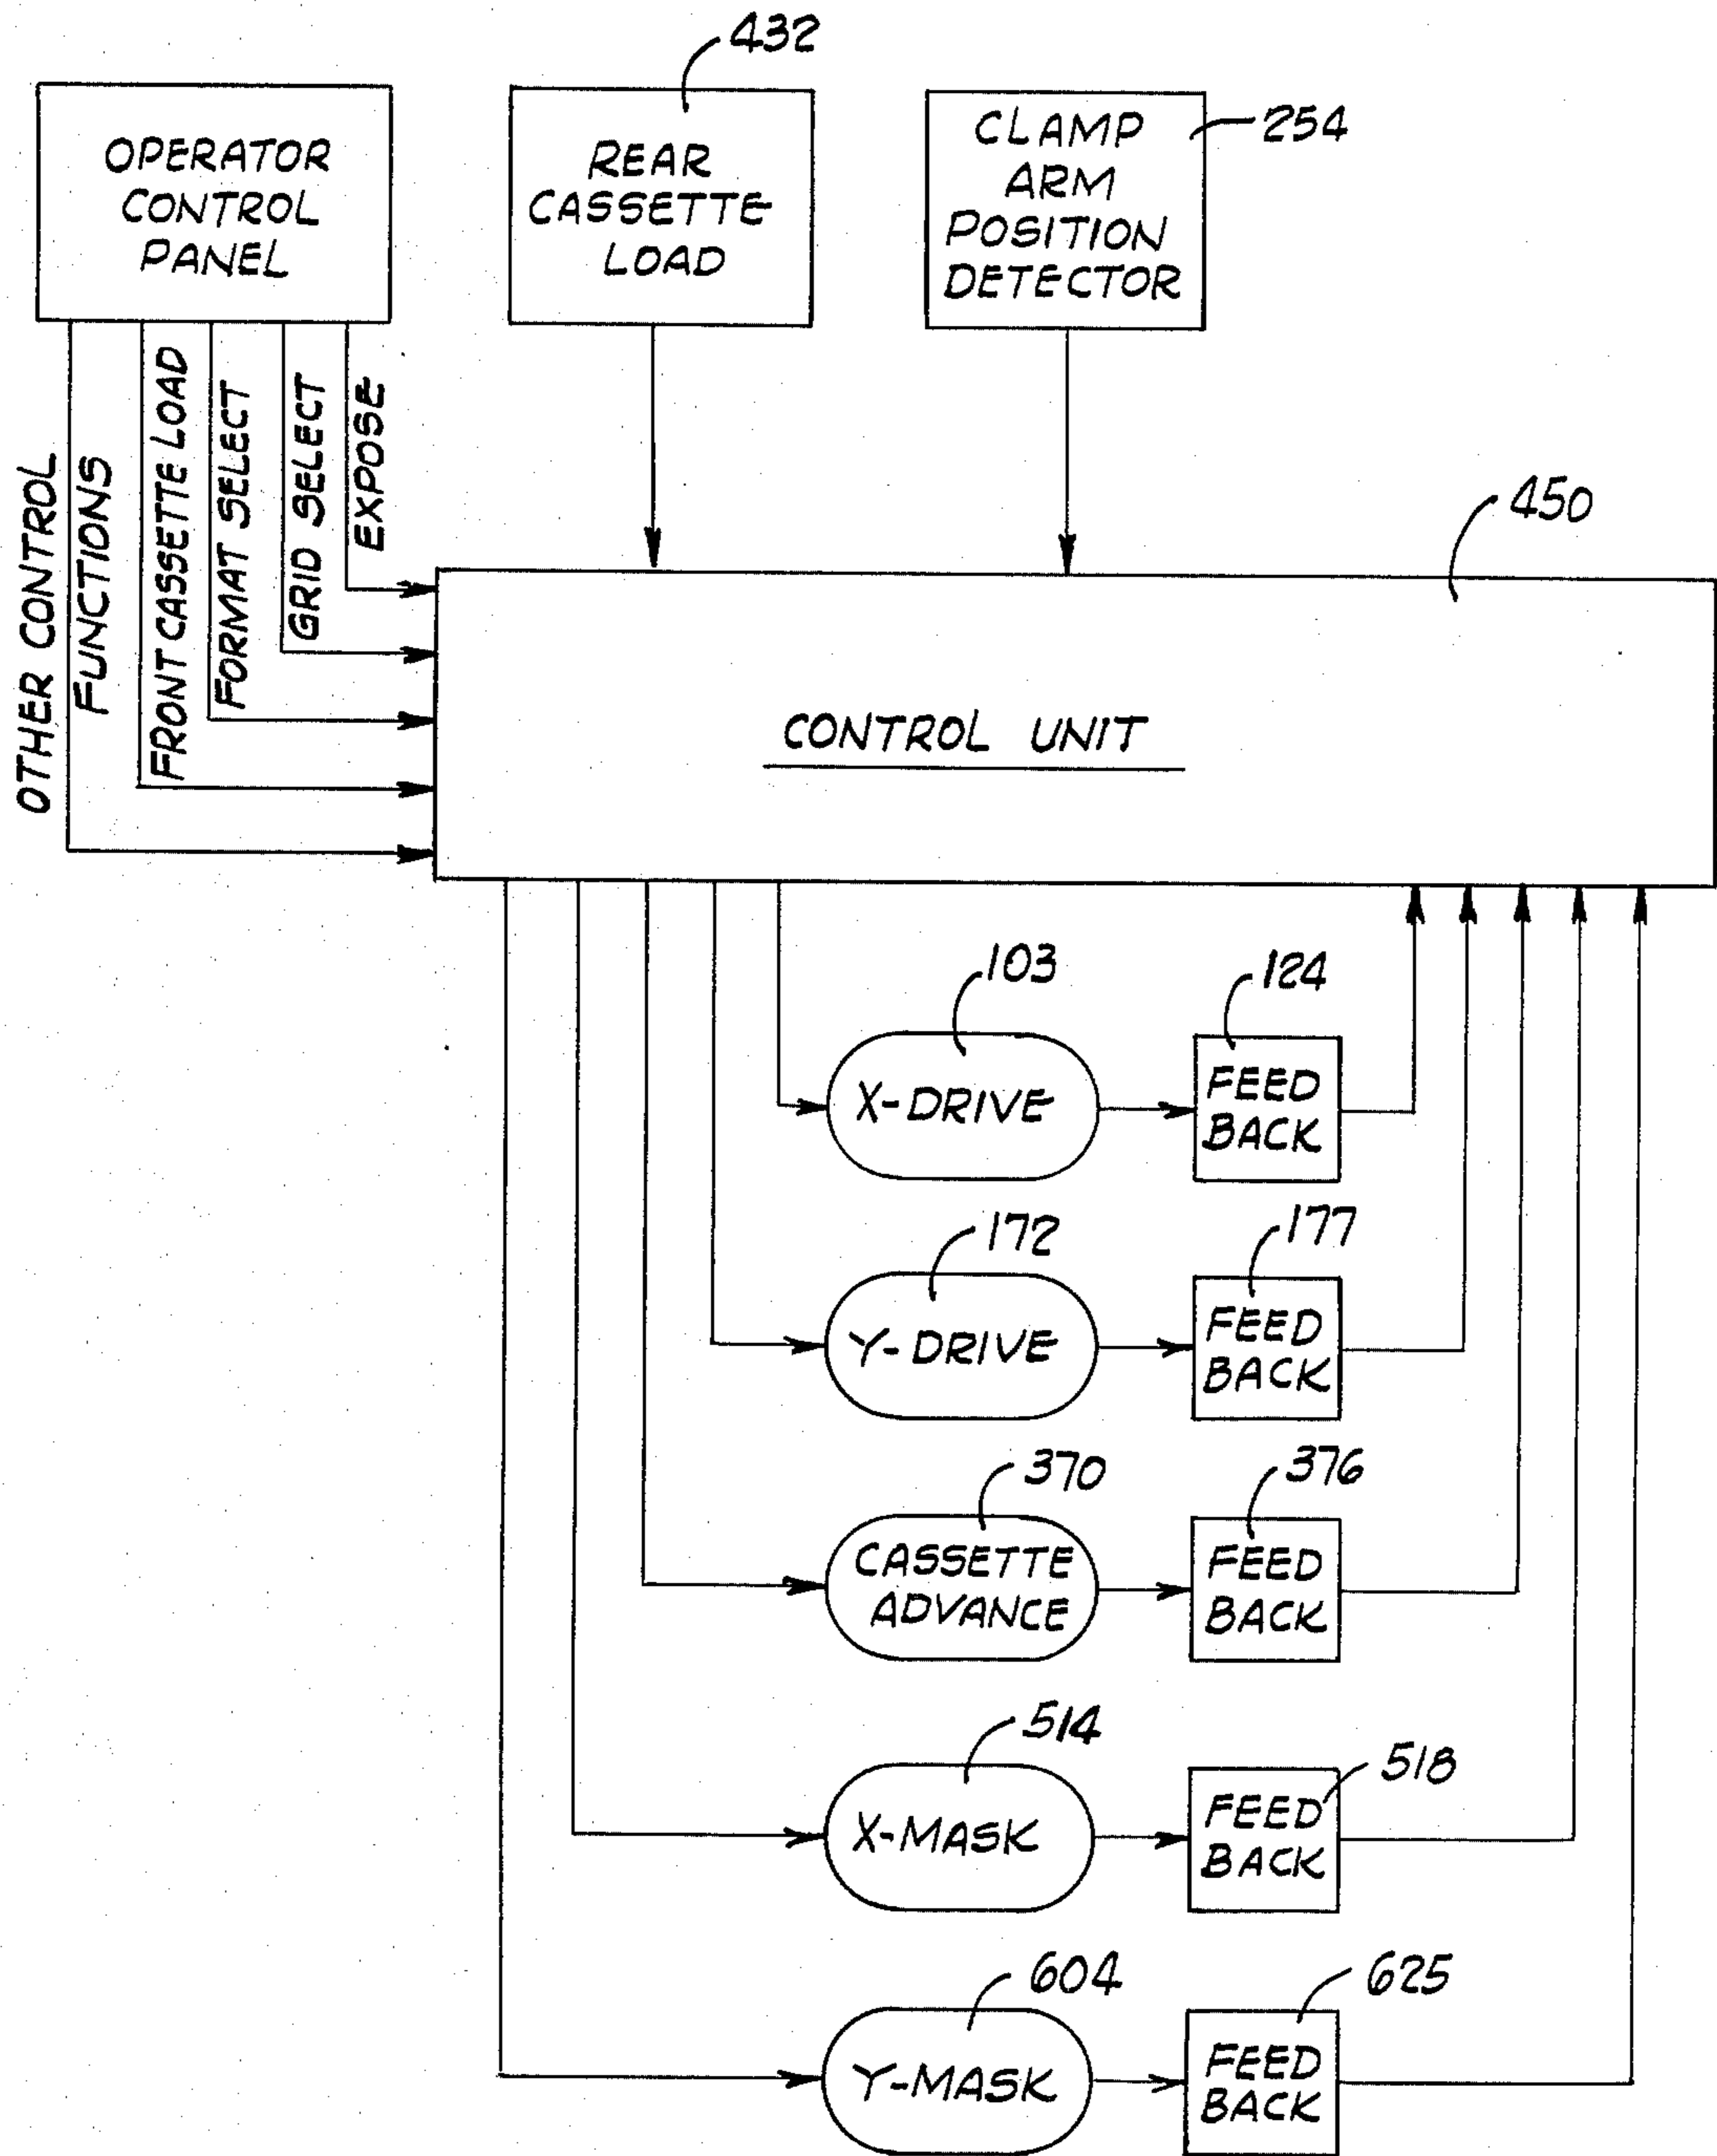 432
OPERATOR
CONTROL
PANEL
REAR
CASSETTE
LOAD
CLAMP
ARM
POSITION
DETECTOR
254
OTHER CONTROL
FUNCTIONS
FRONT CASSETTE LOAD
FORMAT SELECT
GRID SELECT
EXPOSE
450
CONTROL UNIT
103
124
X-DRIVE
FEED
BACK
172
177
Y-DRIVE
FEED
BACK
370
376
CASSETTE
ADVANCE
FEED
BACK
514
518
X-MASK
FEED
BACK
604
625
Y-MASK
FEED
BACK